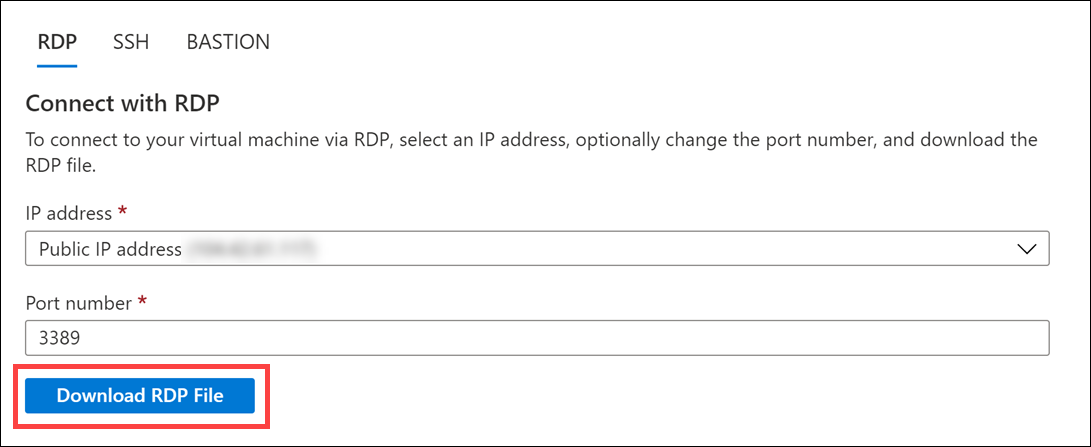 RDP SSH BASTION
Connect with RDP
To connect to your virtual machine via RDP, select an IP address, optionally change the port number, and download the
RDP file.
IP address *
Public IP address
Port number *
3389
Download RDP File